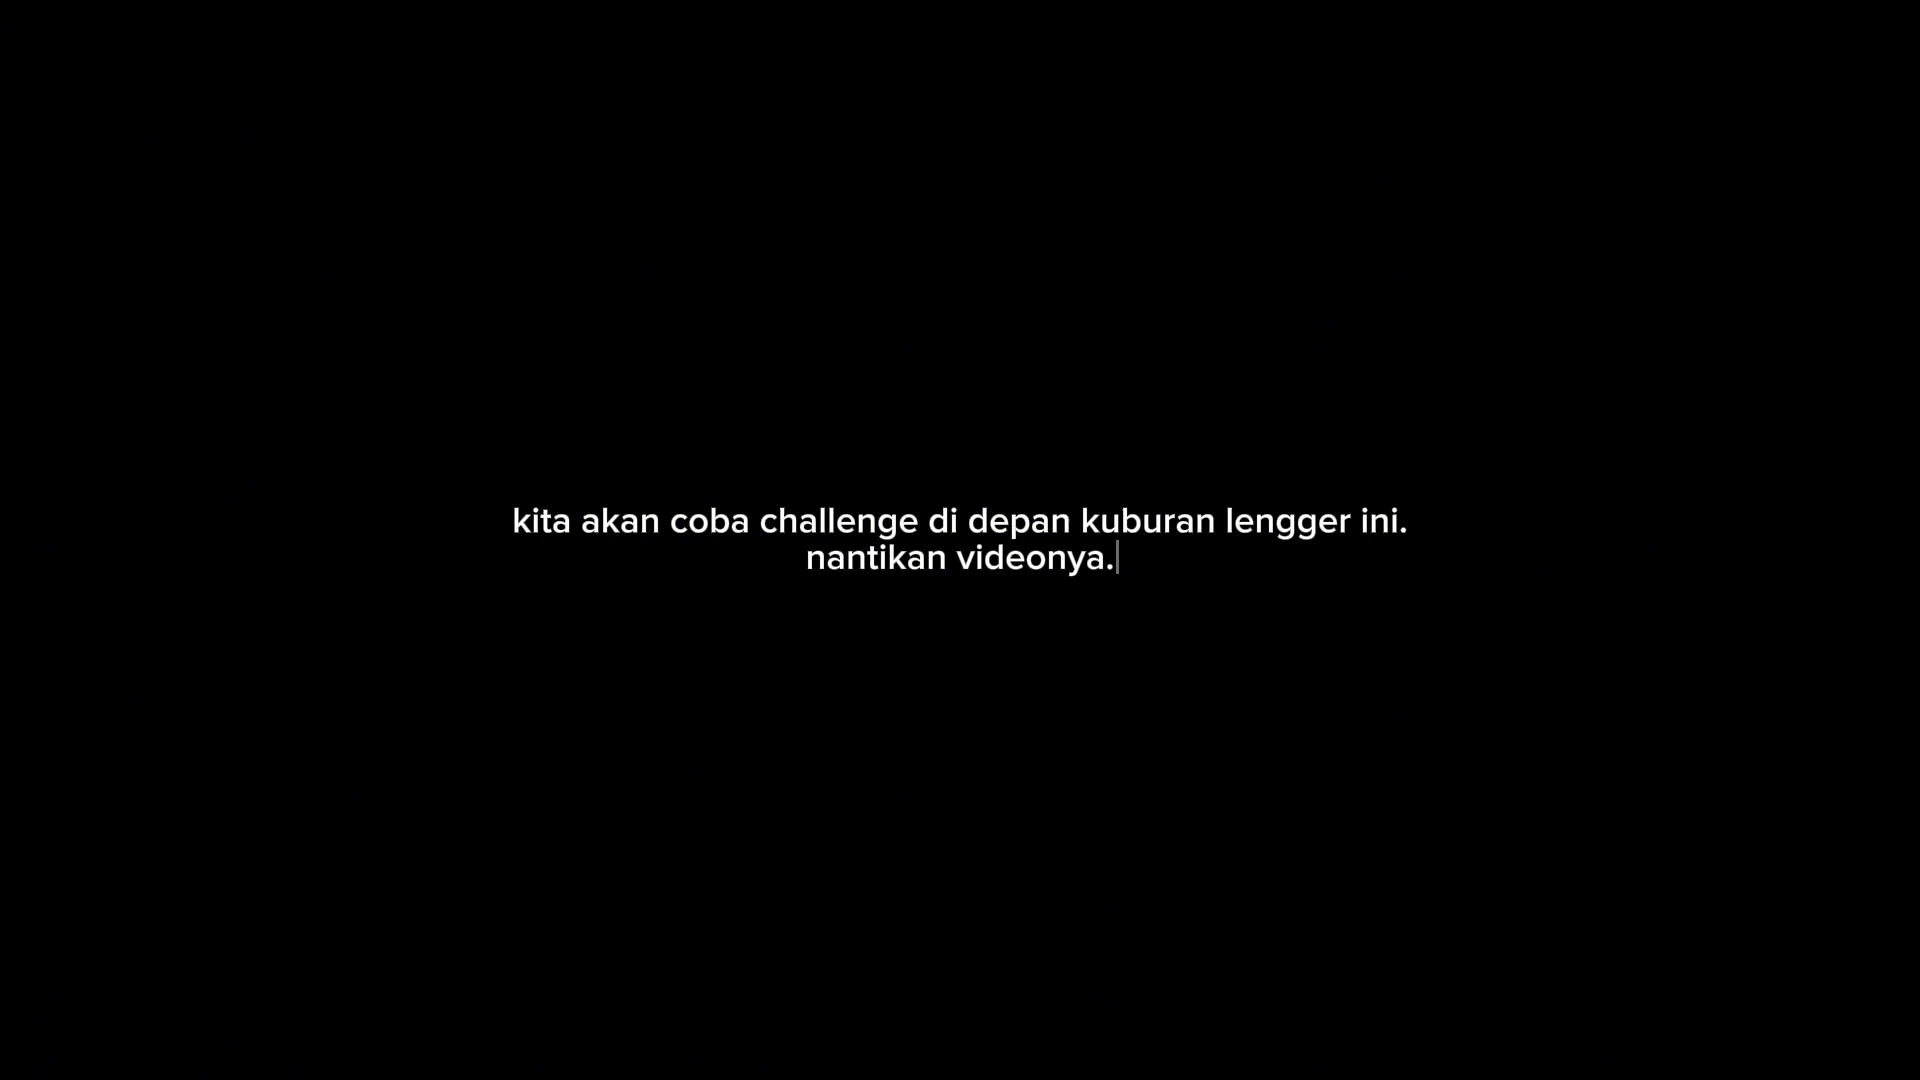 kita akan coba challenge di depan kuburan lengger ini.
nantikan videonya.